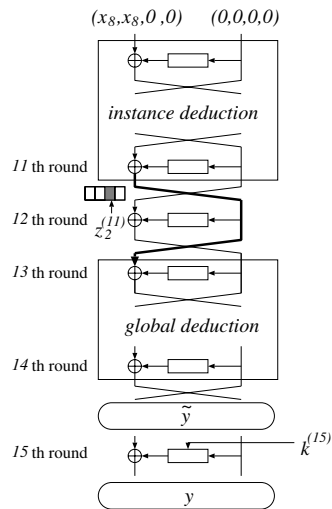 (x₈,x₈,0 ,0) (0,0,0,0)
instance deduction
11 th round
z₂⁽¹¹⁾
12 th round
13 th round
global deduction
14 th round
ỹ
15 th round
k⁽¹⁵⁾
y